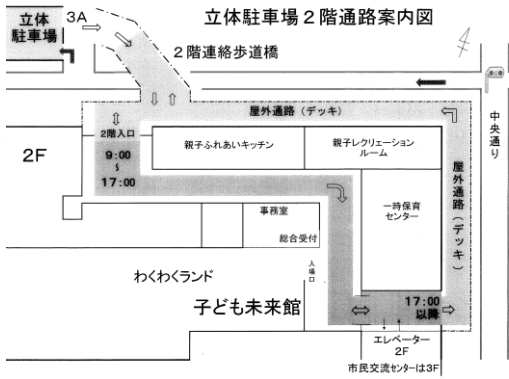 立体駐車場２階通路案内図
立体
駐車場
3A
２階連絡歩道橋
屋外通路（デッキ）
中央通り
2階入口
2F
9:00
～
17:00
親子ふれあいキッチン
親子レクリェーション
ルーム
屋外通路（デッキ）
一時保育
センター
事務室
総合受付
入場口
わくわくランド
子ども未来館
17:00
以降
エレベーター
2F
市民交流センターは3F